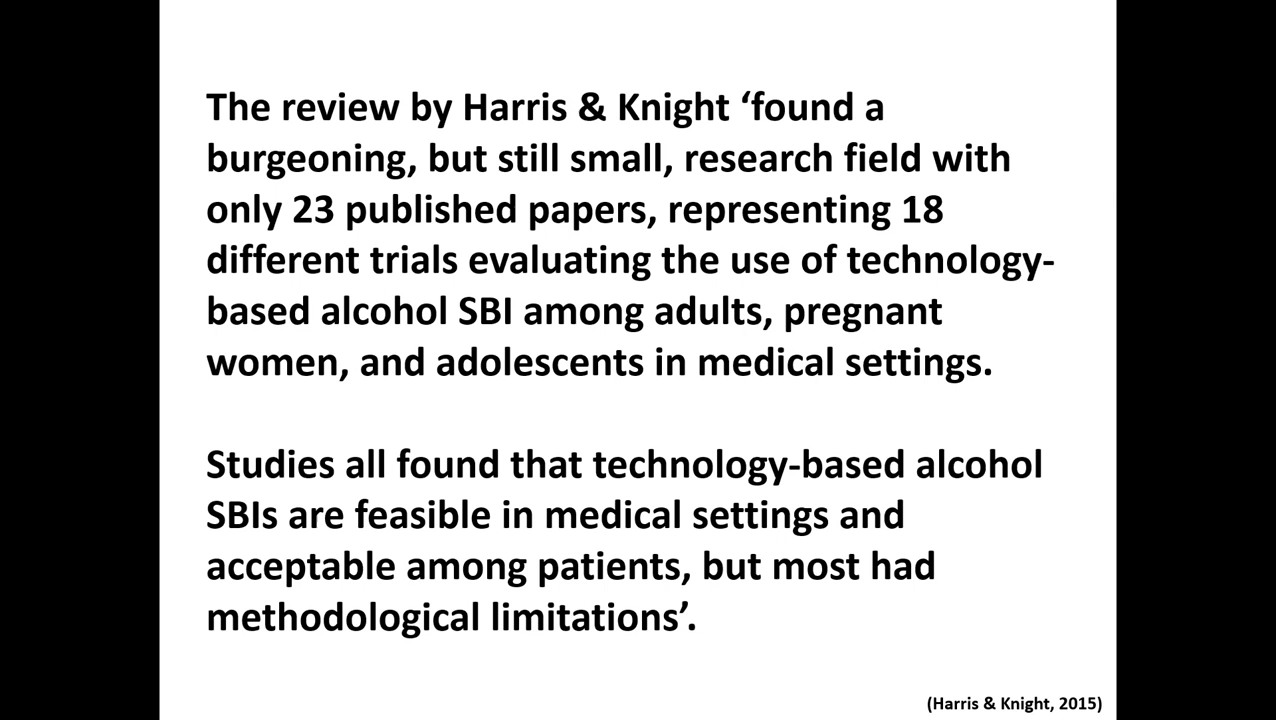 The review by Harris & Knight ‘found a
burgeoning, but still small, research field with
only 23 published papers, representing 18
different trials evaluating the use of technology-
based alcohol SBI among adults, pregnant
women, and adolescents in medical settings.
Studies all found that technology-based alcohol
SBIs are feasible in medical settings and
acceptable among patients, but most had
methodological limitations’.
(Harris & Knight, 2015)